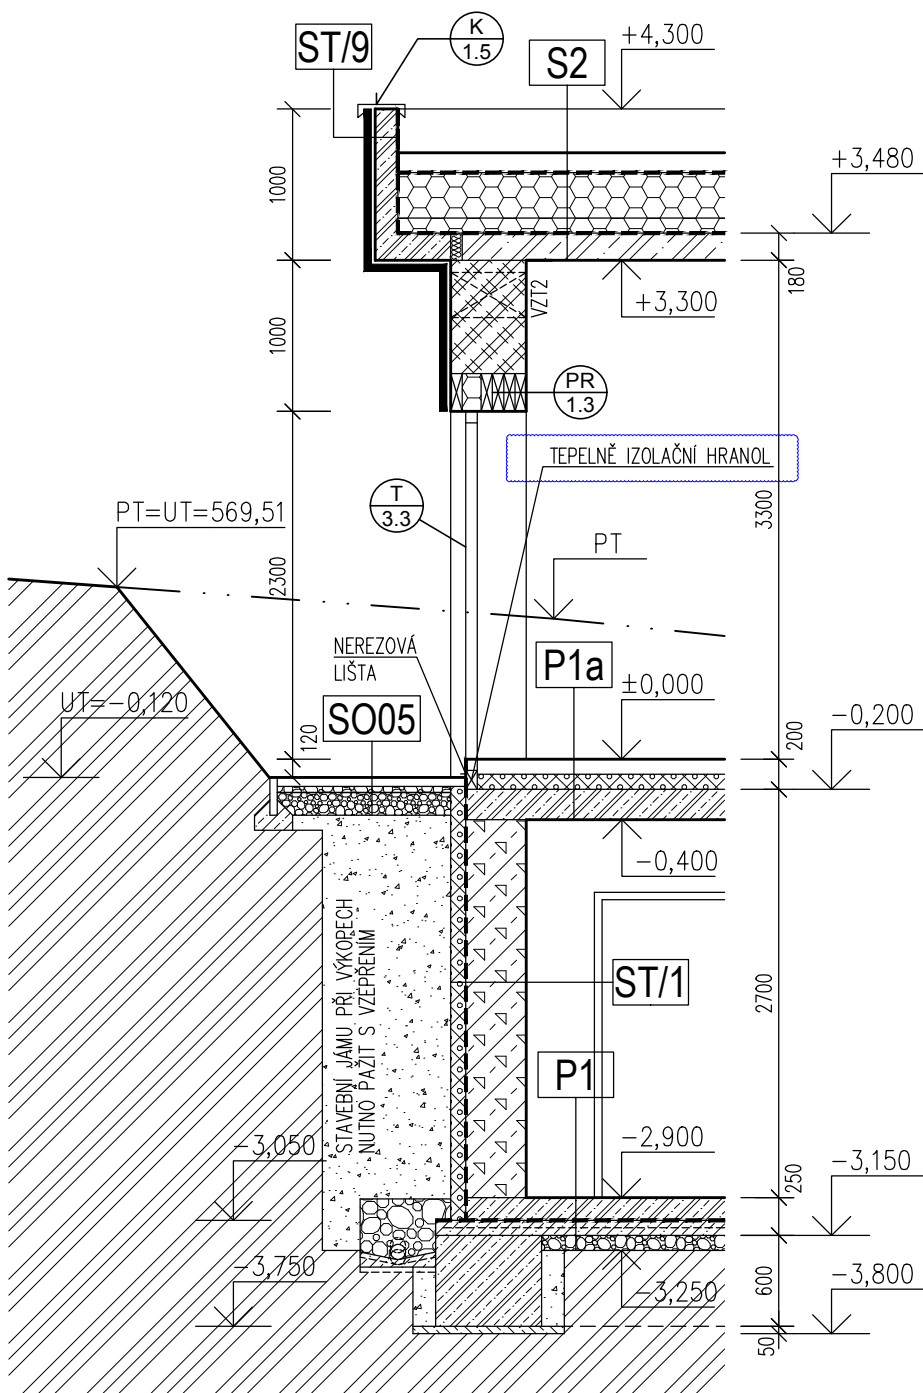 K
1.5
ST/9
S2
+4,300
+3,480
1000
180
+3,300
VZT2
1000
PR
1.3
TEPELNĚ IZOLAČNÍ HRANOL
T
3.3
3300
PT=UT=569,51
PT
2300
NEREZOVÁ
LIŠTA
P1a
±0,000
UT=-0,120
SO05
120
200
-0,200
-0,400
STAVEBNÍ JÁMU PŘI VÝKOPECH
NUTNO PAŽIT S VZEPŘENÍM
ST/1
2700
P1
-3,050
-2,900
250
-3,150
-3,750
-3,250
600
-3,800
50